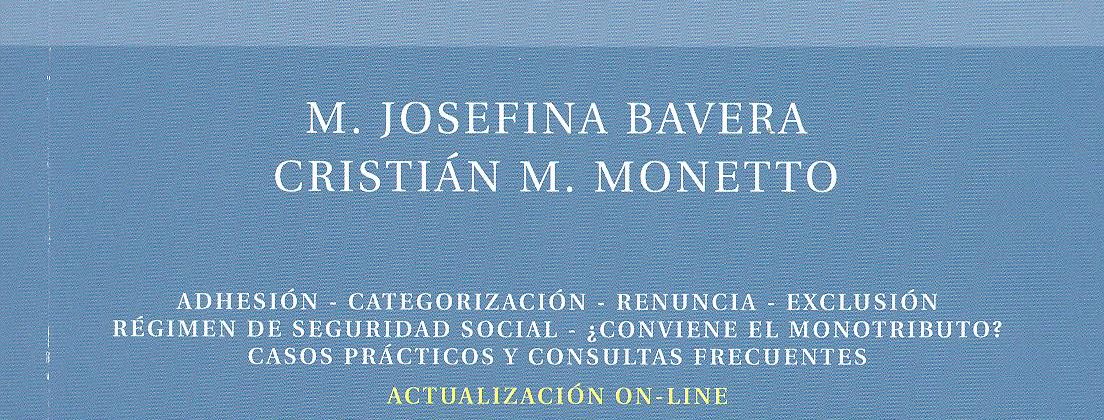 M. JOSEFINA BAVERA
CRISTIÁN M. MONETTO
ADHESIÓN - CATEGORIZACIÓN - RENUNCIA - EXCLUSIÓN
RÉGIMEN DE SEGURIDAD SOCIAL - ¿CONVIENE EL MONOTRIBUTO?
CASOS PRÁCTICOS Y CONSULTAS FRECUENTES
ACTUALIZACIÓN ON-LINE